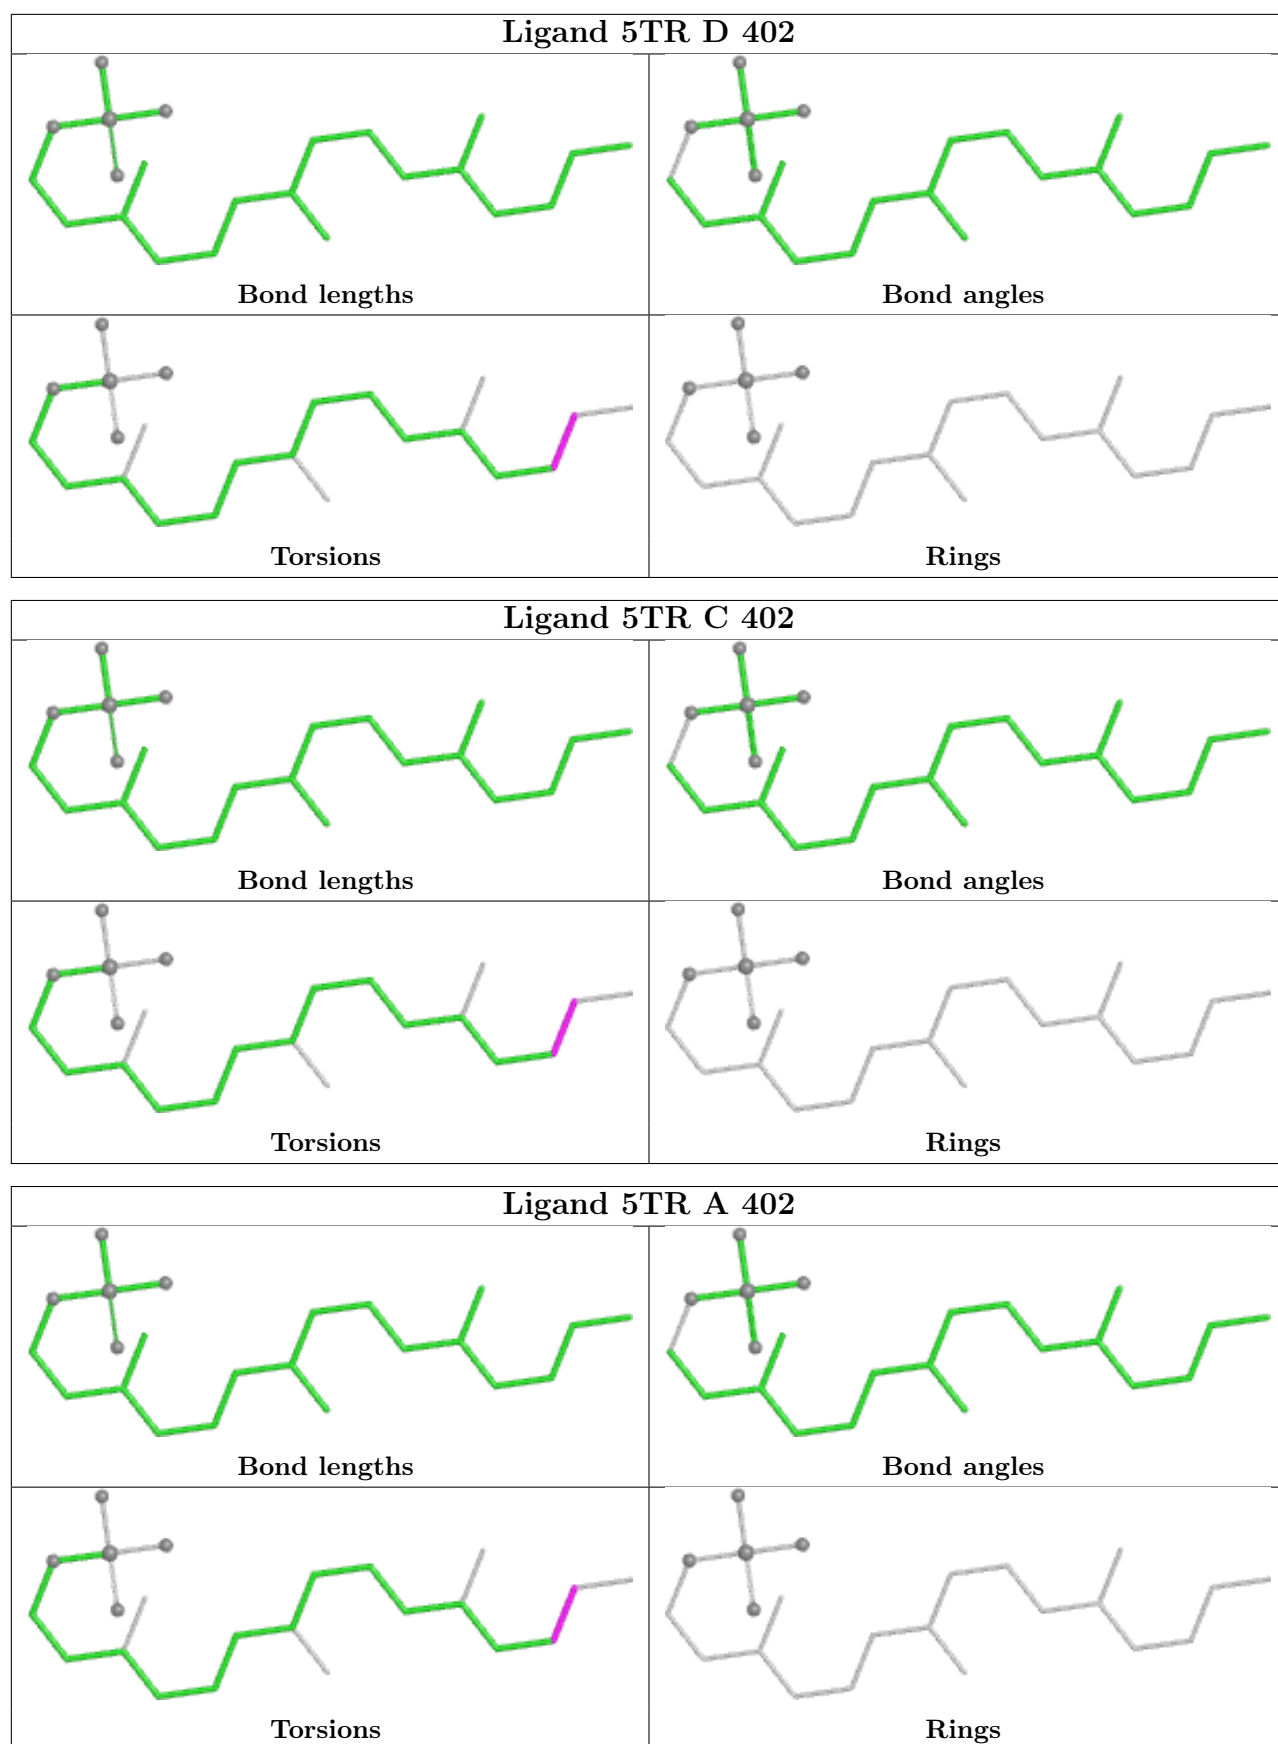 Ligand 5TR D 402
Bond lengths
Bond angles
Torsions
Rings
Ligand 5TR C 402
Bond lengths
Bond angles
Torsions
Rings
Ligand 5TR A 402
Bond lengths
Bond angles
Torsions
Rings